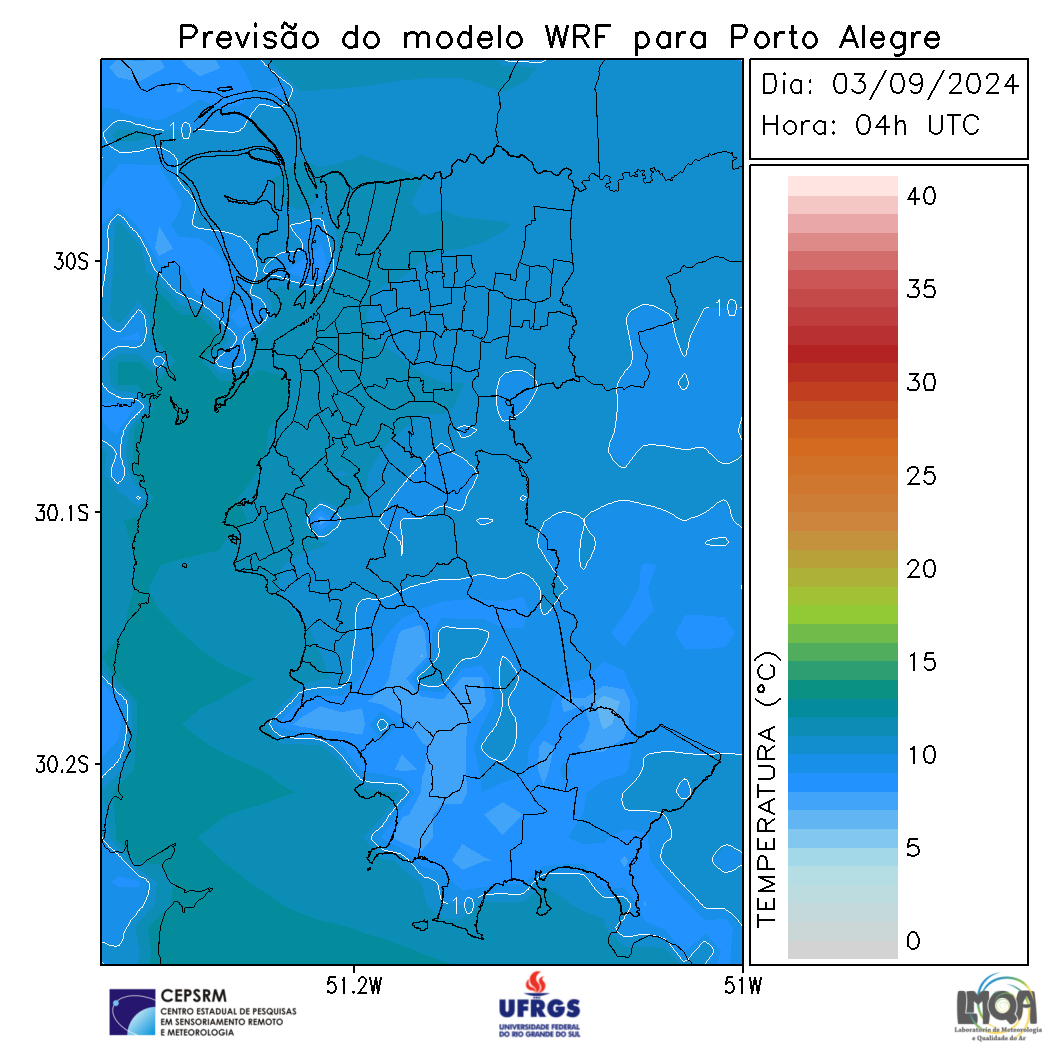 Previsão do modelo WRF para Porto Alegre
Dia: 03/09/2024
Hora: 04h UTC
10
10
10
30S
30.1S
30.2S
51.2W
51W
40
35
30
25
20
15
10
5
0
TEMPERATURA (°C)
CEPSRM
CENTRO ESTADUAL DE PESQUISAS
EM SENSORIAMENTO REMOTO
E METEOROLOGIA
UFRGS
UNIVERSIDADE FEDERAL
DO RIO GRANDE DO SUL
LMQA
Laboratório de Meteorologia
e Qualidade do Ar